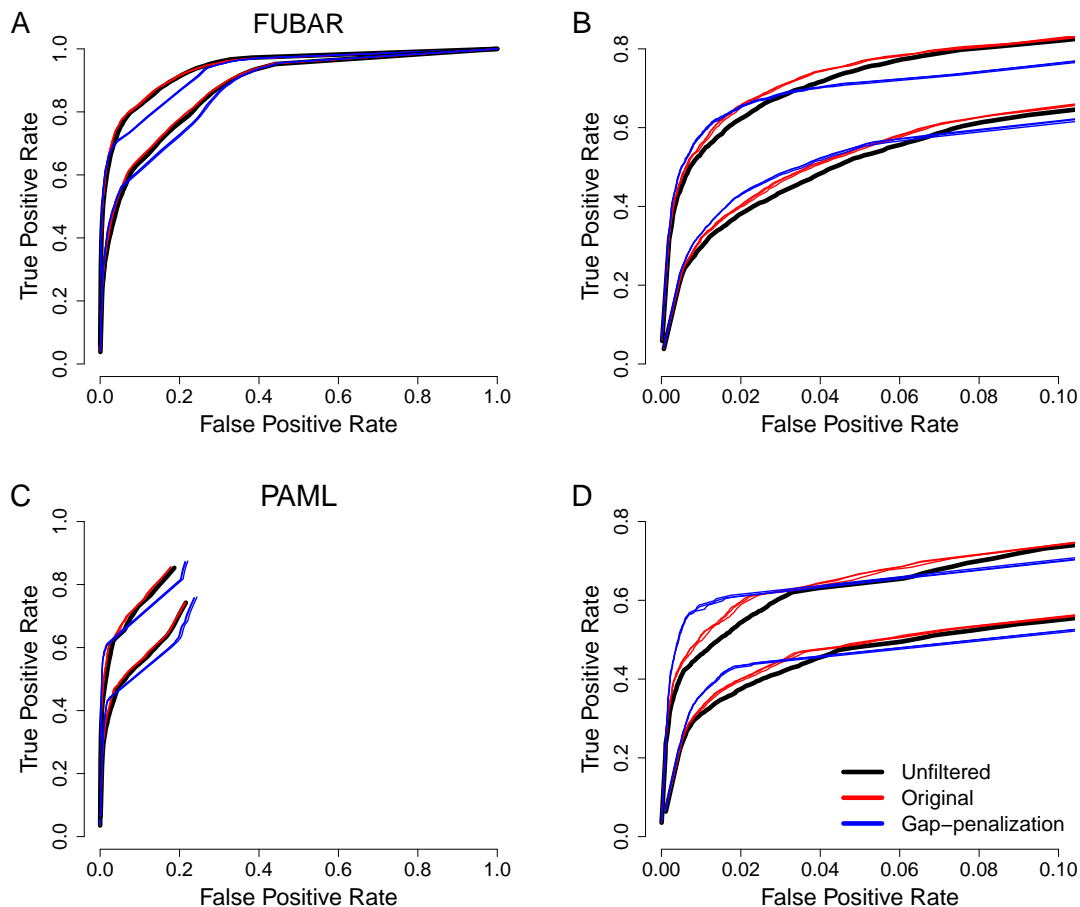 A
FUBAR
True Positive Rate
0.0 0.2 0.4 0.6 0.8 1.0
0.0 0.2 0.4 0.6 0.8 1.0
False Positive Rate
B
True Positive Rate
0.0 0.2 0.4 0.6 0.8
0.00 0.02 0.04 0.06 0.08 0.10
False Positive Rate
C
PAML
True Positive Rate
0.0 0.2 0.4 0.6 0.8 1.0
0.0 0.2 0.4 0.6 0.8 1.0
False Positive Rate
D
True Positive Rate
0.0 0.2 0.4 0.6 0.8
Unfiltered
Original
Gap−penalization
0.00 0.02 0.04 0.06 0.08 0.10
False Positive Rate